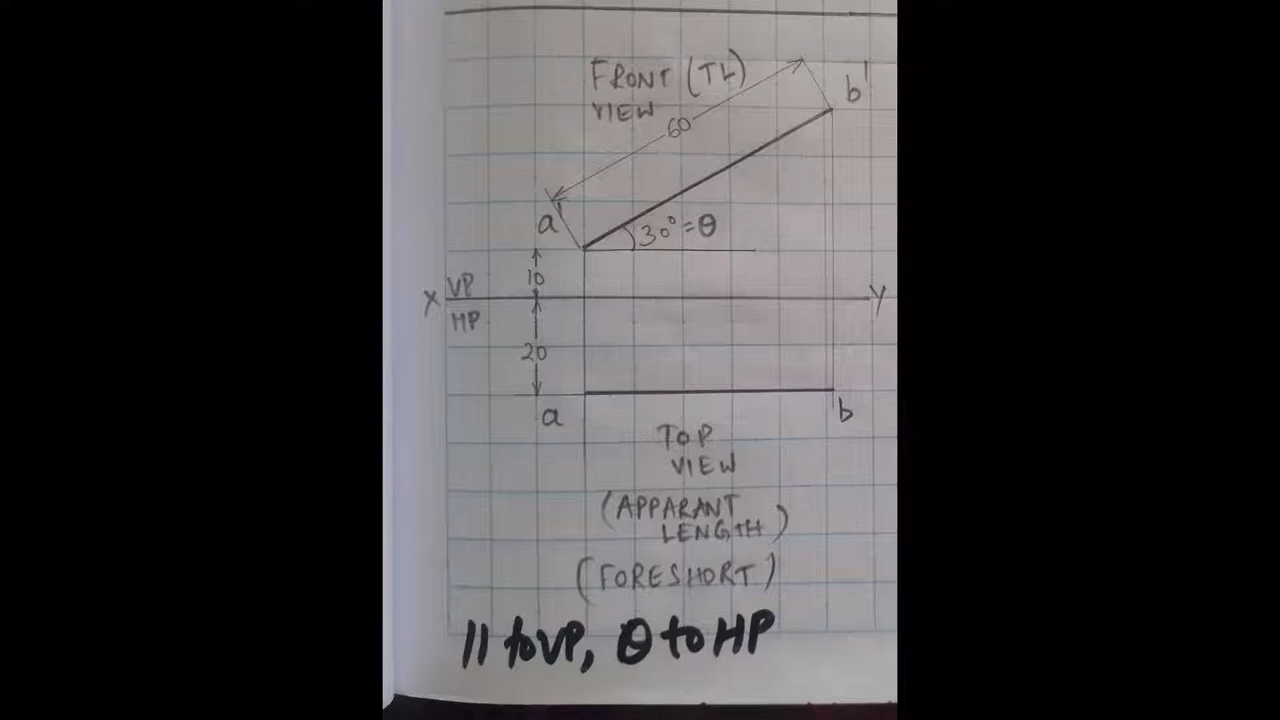 FRONT (TL)
VIEW
60
b'
a'
30°=θ
10
X VP
Y
HP
20
a
b
TOP
VIEW
(APPARANT
LENGTH)
(FORESHORT)
|| to VP, θ to HP